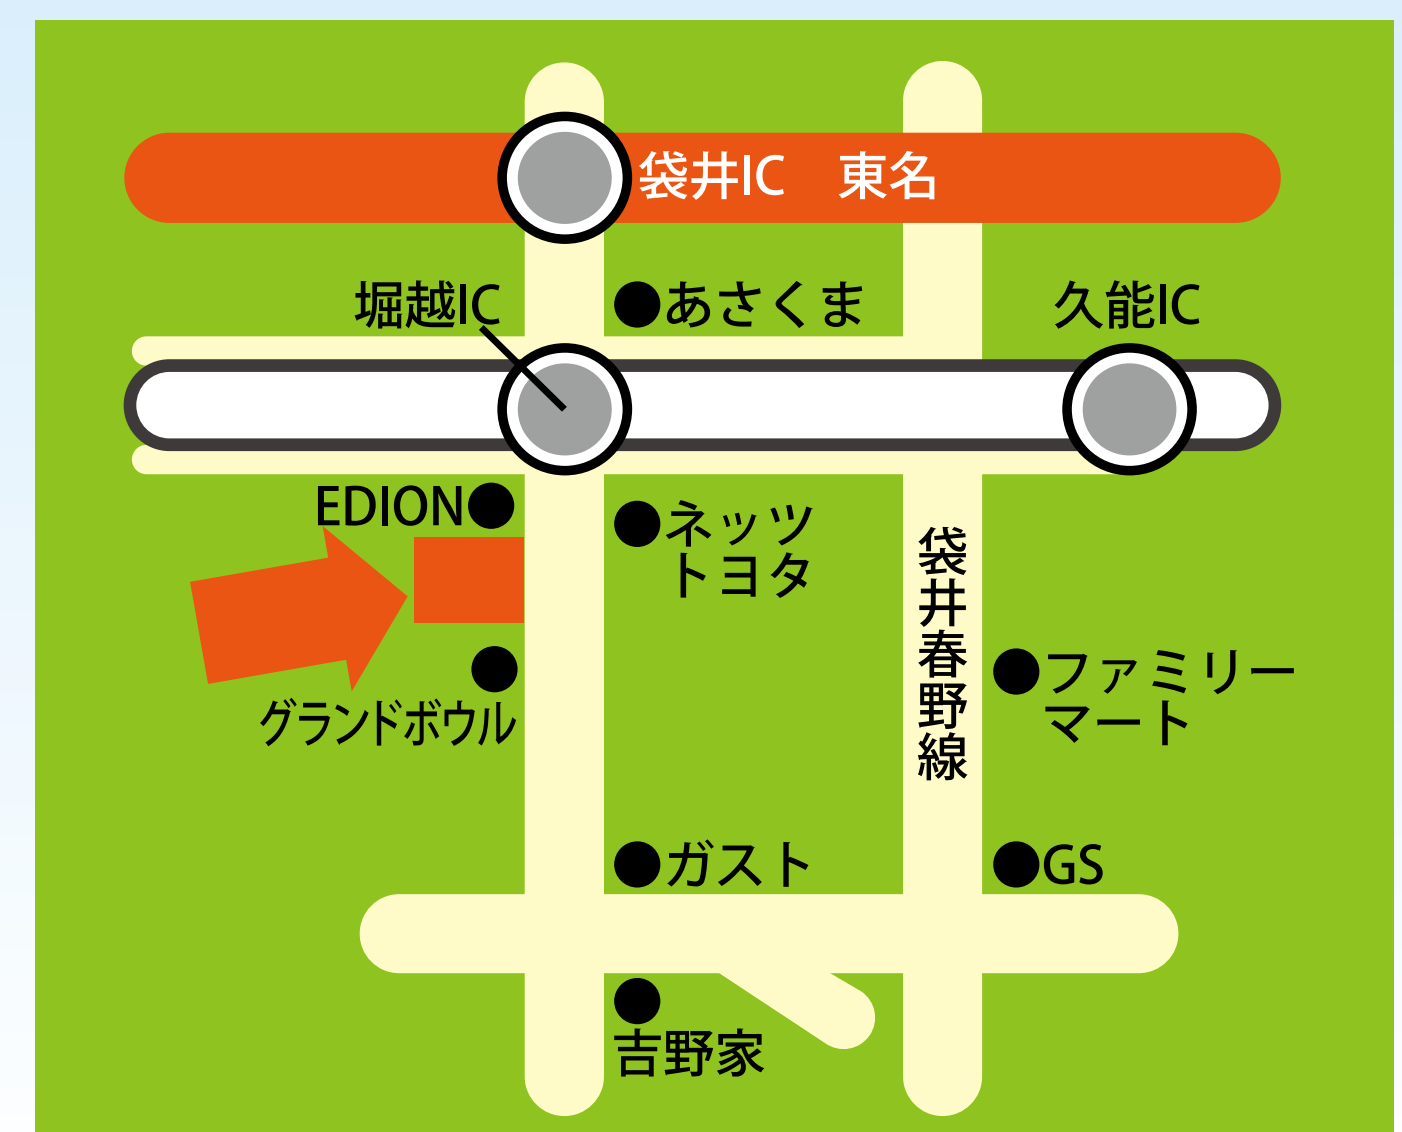 袋井IC　東名
堀越IC
あさくま
久能IC
EDION
ネッツ
トヨタ
袋井春野線
グランドボウル
ファミリー
マート
ガスト
GS
吉野家